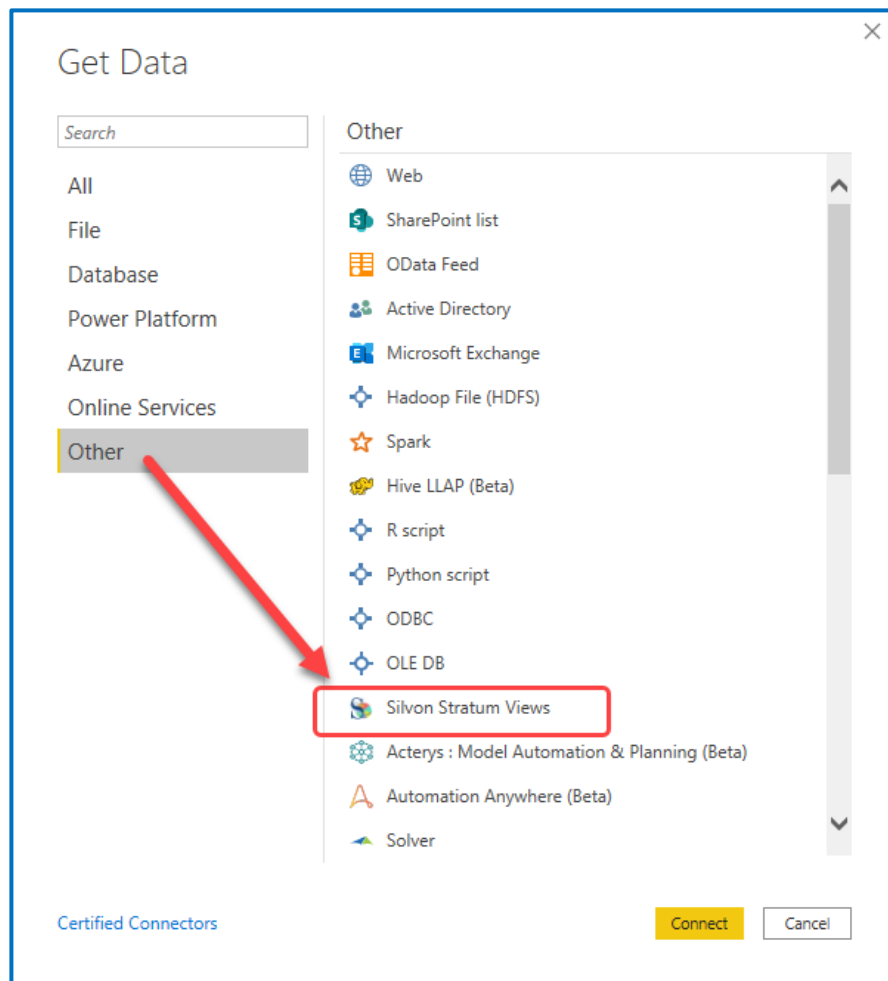 Get Data
Search
All
File
Database
Power Platform
Azure
Online Services
Other
Other
Web
SharePoint list
OData Feed
Active Directory
Microsoft Exchange
Hadoop File (HDFS)
Spark
Hive LLAP (Beta)
R script
Python script
ODBC
OLE DB
Silvon Stratum Views
Acterys : Model Automation & Planning (Beta)
Automation Anywhere (Beta)
Solver
Certified Connectors
Connect
Cancel